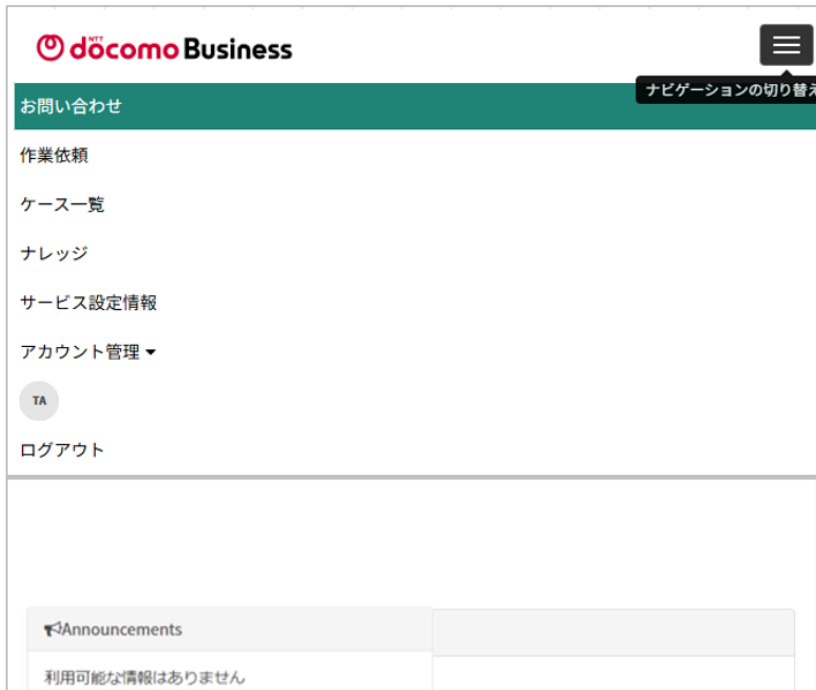 NTT docomo Business
ナビゲーションの切り替え
お問い合わせ
作業依頼
ケース一覧
ナレッジ
サービス設定情報
アカウント管理
TA
ログアウト
Announcements
利用可能な情報はありません